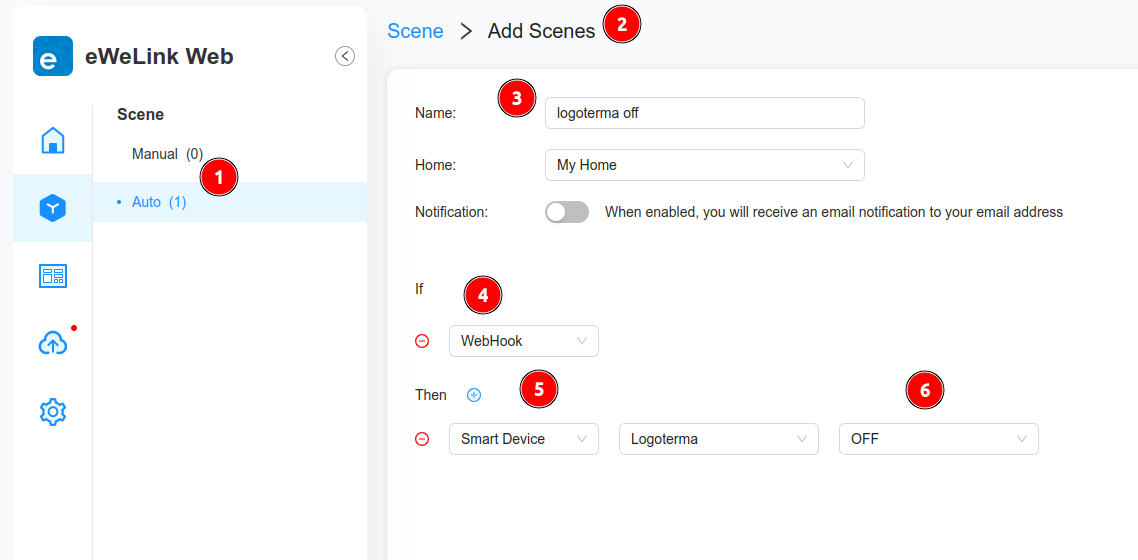 eWeLink Web
Scene
Manual (0)
1
Auto (1)
Scene > Add Scenes 2
Name: 3 logoterma off
Home: My Home
Notification: When enabled, you will receive an email notification to your email address
If 4
WebHook
Then 5 6
Smart Device Logoterma OFF